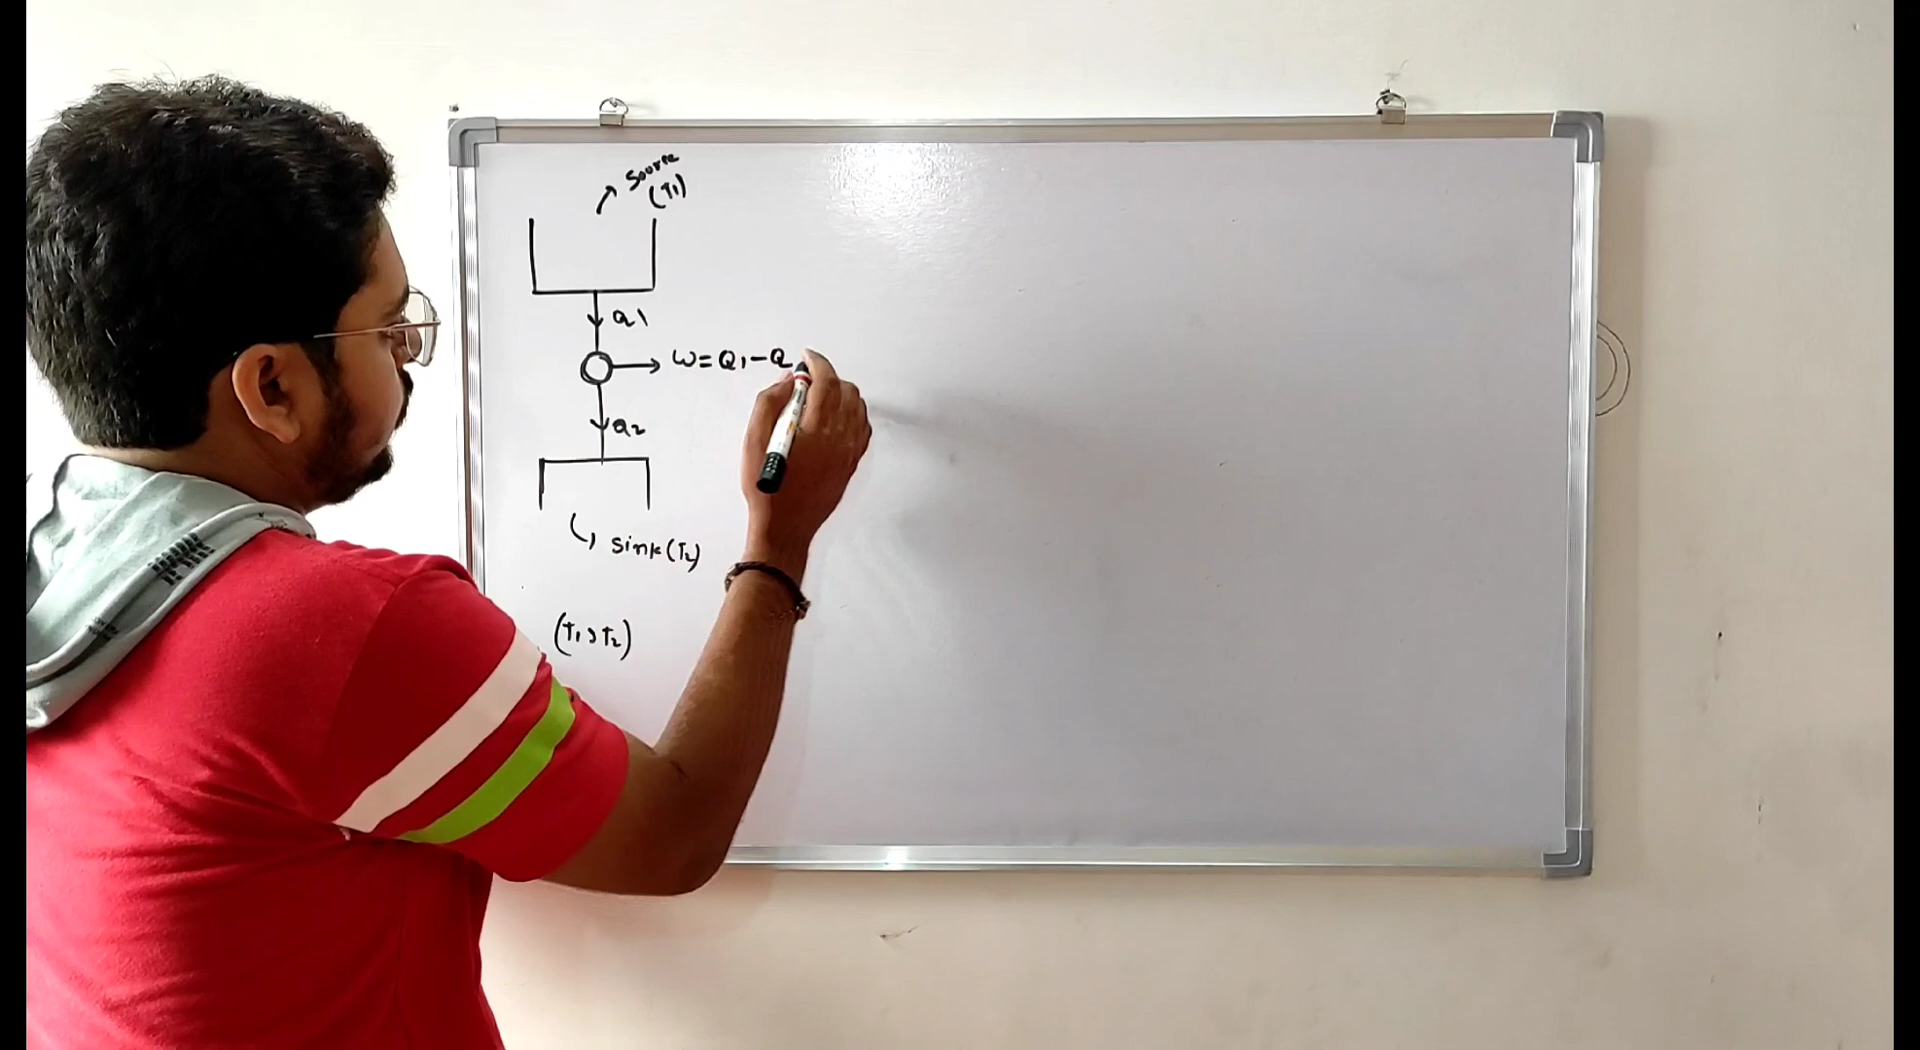 Source
(T1)
Q1
W=Q1-Q
Q2
Sink (T2)
(T1>T2)